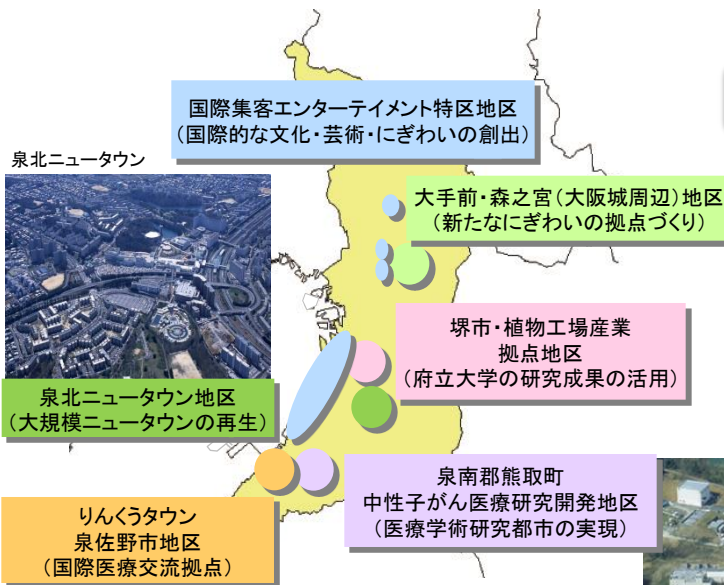 国際集客エンターテイメント特区地区
(国際的な文化・芸術・にぎわいの創出)
泉北ニュータウン
大手前・森之宮(大阪城周辺)地区
(新たなにぎわいの拠点づくり)
堺市・植物工場産業
拠点地区
(府立大学の研究成果の活用)
泉北ニュータウン地区
(大規模ニュータウンの再生)
泉南郡熊取町
中性子がん医療研究開発地区
(医療学術研究都市の実現)
りんくうタウン
泉佐野市地区
(国際医療交流拠点)